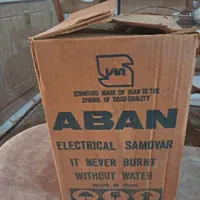 STANDARD MARK OF IRAN IS THE
SYMBOL OF GOOD QUALITY
ABAN
ELECTRICAL SAMOVAR
IT NEVER BURNT
WITHOUT WATER
MADE IN IRAN